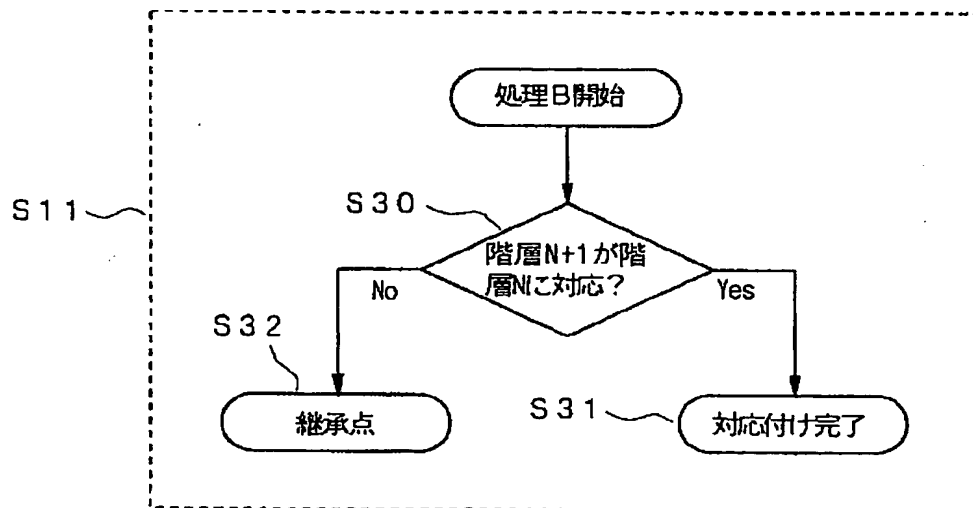 処理B開始
S11
S30
階層N+1が階
層Nに対応？
No
Yes
S32
S31
継承点
対応付け完了